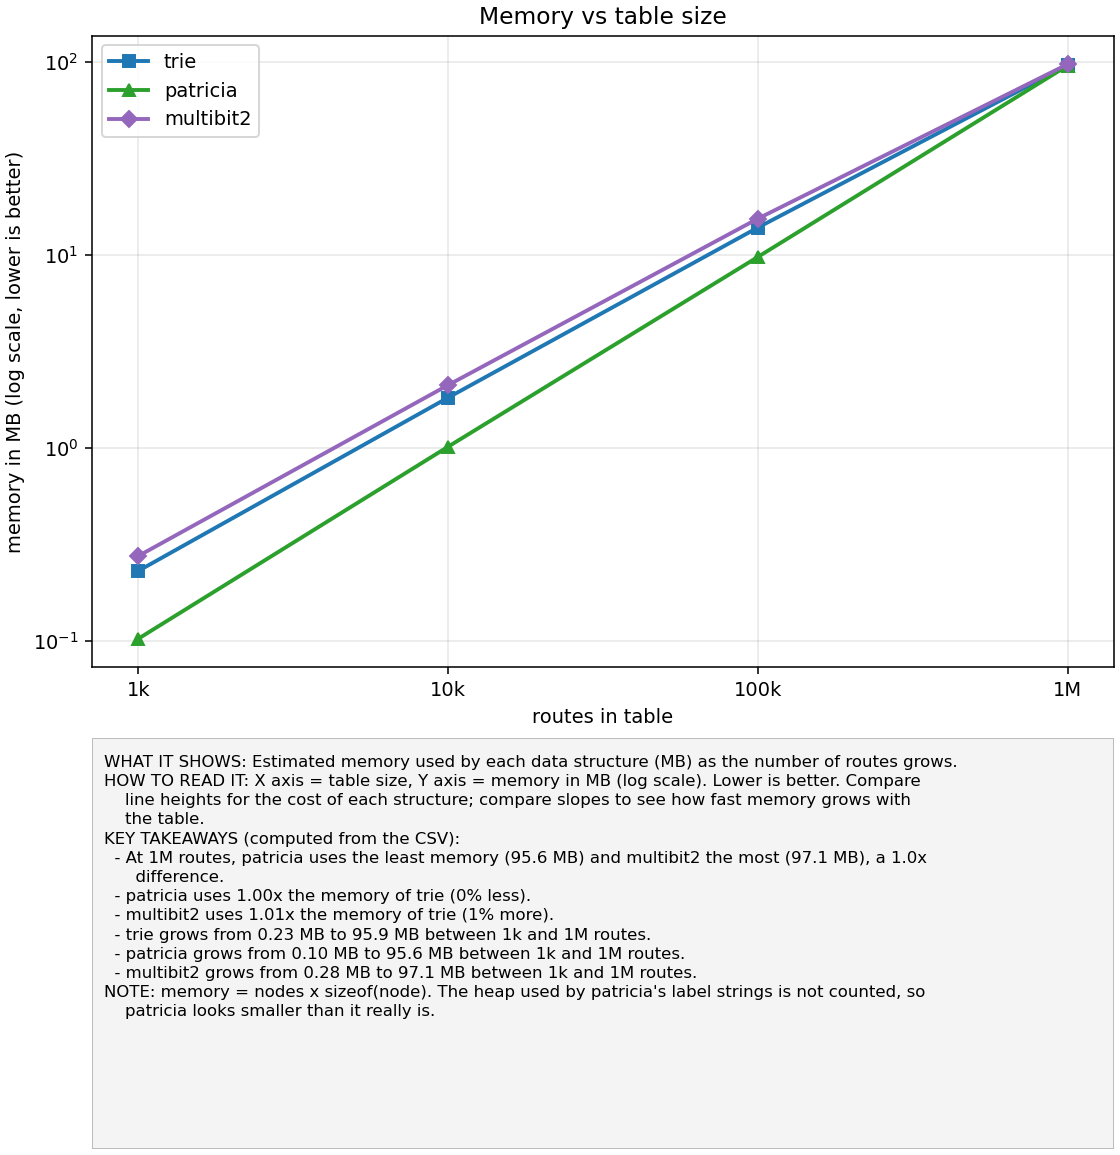 Memory vs table size
trie
patricia
multibit2
memory in MB (log scale, lower is better)
10²
10¹
10⁰
10⁻¹
1k
10k
100k
1M
routes in table
WHAT IT SHOWS: Estimated memory used by each data structure (MB) as the number of routes grows.
HOW TO READ IT: X axis = table size, Y axis = memory in MB (log scale). Lower is better. Compare
line heights for the cost of each structure; compare slopes to see how fast memory grows with
the table.
KEY TAKEAWAYS (computed from the CSV):
- At 1M routes, patricia uses the least memory (95.6 MB) and multibit2 the most (97.1 MB), a 1.0x
difference.
- patricia uses 1.00x the memory of trie (0% less).
- multibit2 uses 1.01x the memory of trie (1% more).
- trie grows from 0.23 MB to 95.9 MB between 1k and 1M routes.
- patricia grows from 0.10 MB to 95.6 MB between 1k and 1M routes.
- multibit2 grows from 0.28 MB to 97.1 MB between 1k and 1M routes.
NOTE: memory = nodes x sizeof(node). The heap used by patricia's label strings is not counted, so
patricia looks smaller than it really is.